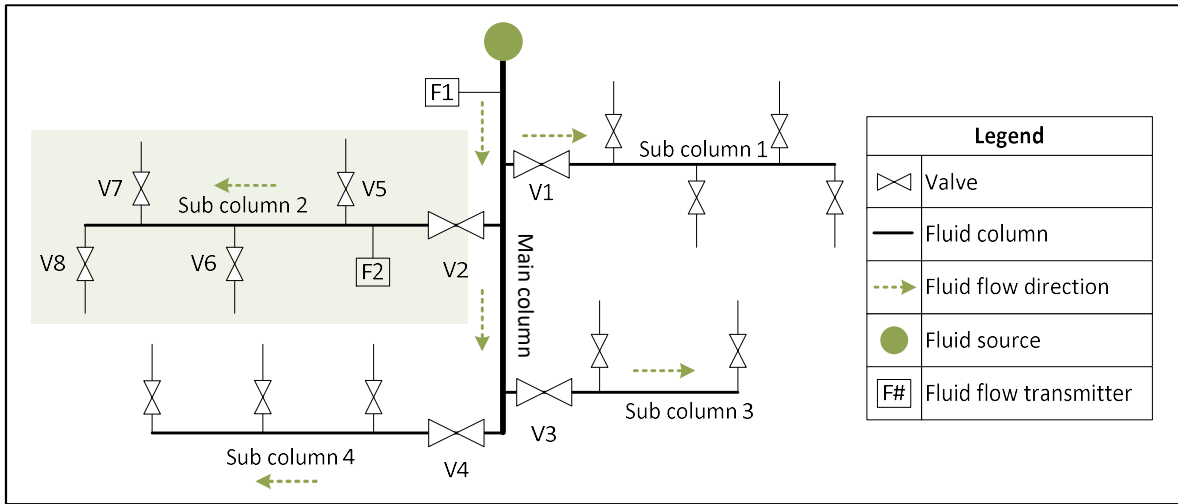 F1
Sub column 1
V1
V7
V5
Sub column 2
V8
V6
F2
V2
Main column
Sub column 3
V3
Sub column 4
V4
Legend
Valve
Fluid column
Fluid flow direction
Fluid source
F# Fluid flow transmitter